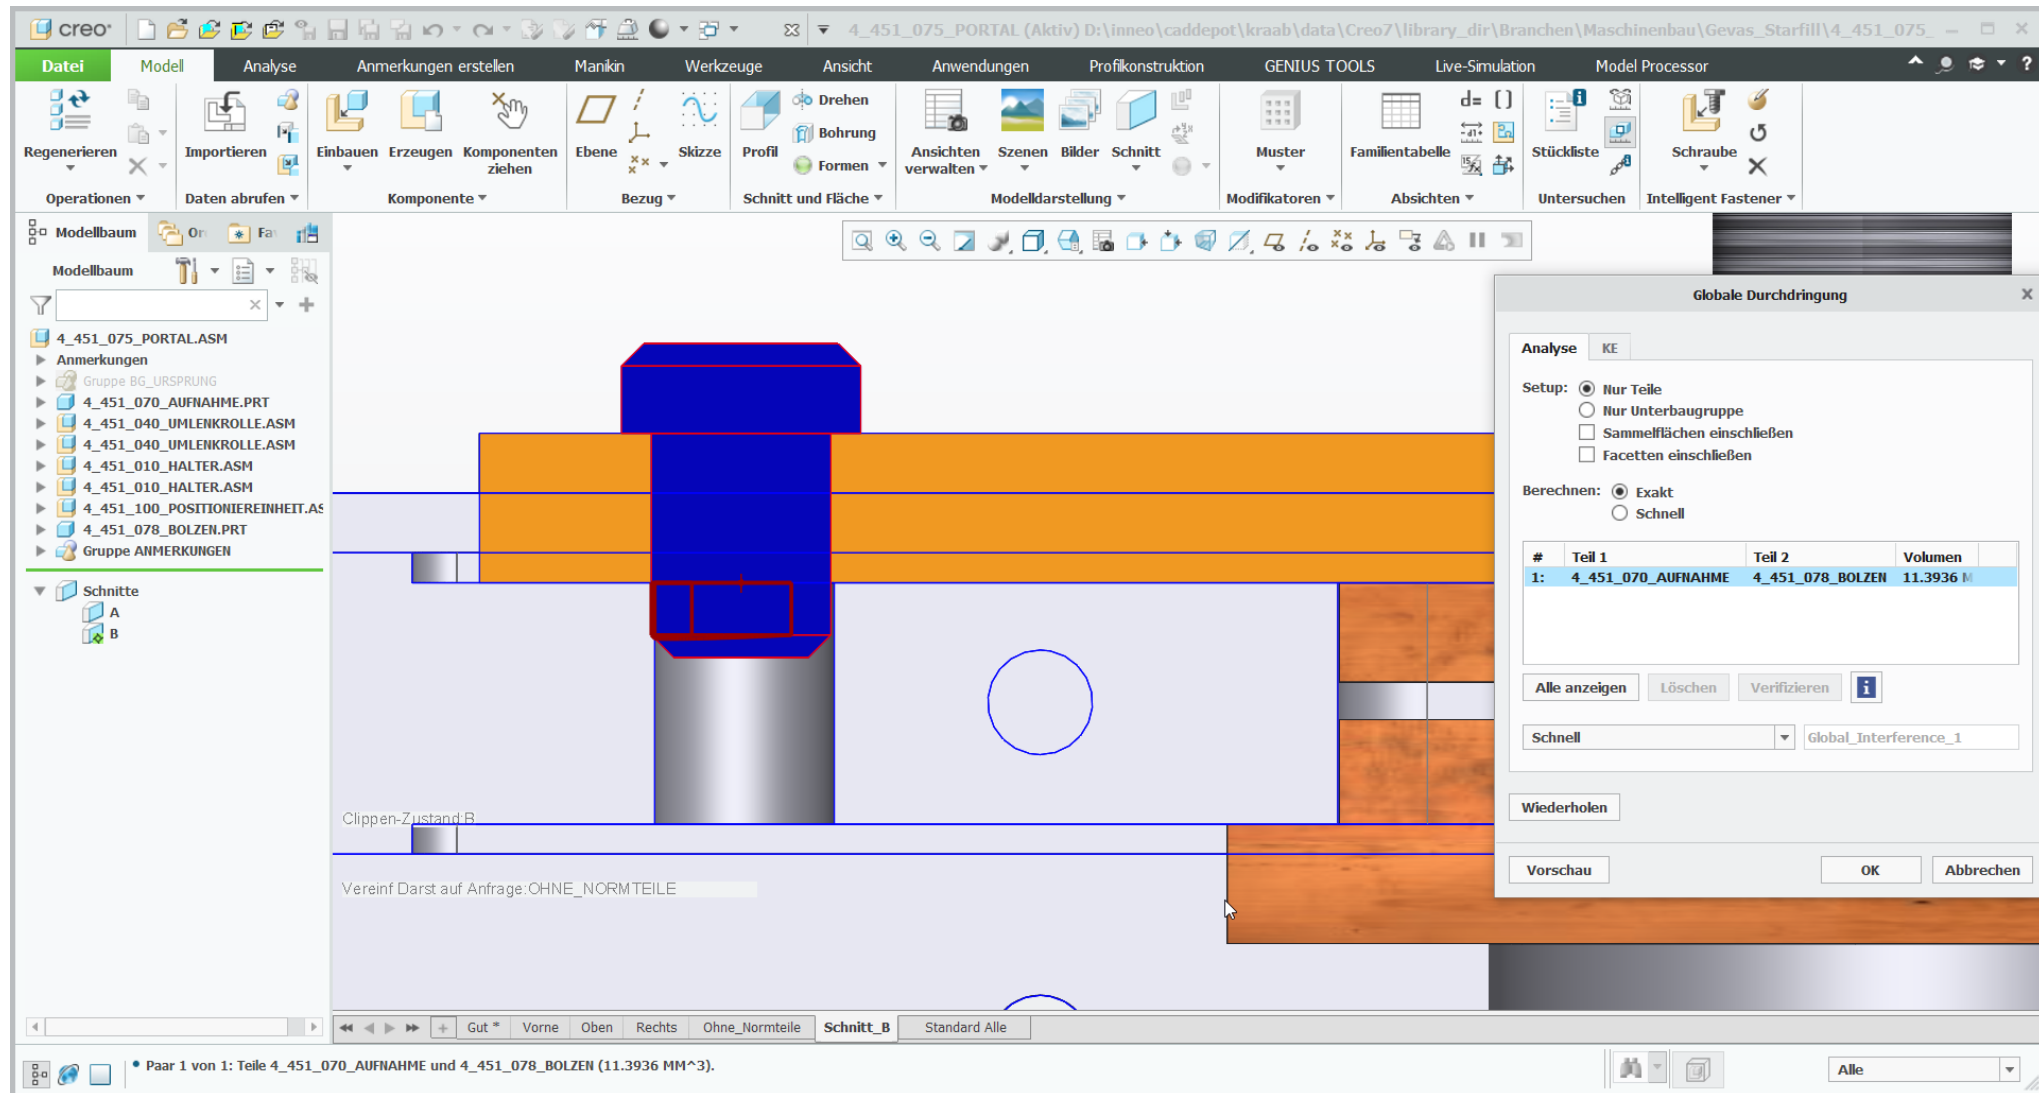 creo·
4_451_075_PORTAL (Aktiv) D:\inneo\caddepot\kraab\data\Creo7\library_dir\Branchen\Maschinenbau\Gevas_Starfill\4_451_075_
Datei Modell Analyse Anmerkungen erstellen Manikin Werkzeuge Ansicht Anwendungen Profilkonstruktion GENIUS TOOLS Live-Simulation Model Processor
Drehen
Bohrung
Formen
Regenerieren Importieren Einbauen Erzeugen Komponenten ziehen Ebene Skizze Profil Ansichten verwalten Szenen Bilder Schnitt Muster Familientabelle d= [] Stückliste Schraube
Operationen Daten abrufen Komponente Bezug Schnitt und Fläche Modelldarstellung Modifikatoren Absichten Untersuchen Intelligent Fastener
Modellbaum Or Fa
Modellbaum
4_451_075_PORTAL.ASM
Anmerkungen
Gruppe BG_URSPRUNG
4_451_070_AUFNAHME.PRT
4_451_040_UMLENKROLLE.ASM
4_451_040_UMLENKROLLE.ASM
4_451_010_HALTER.ASM
4_451_010_HALTER.ASM
4_451_100_POSITIONIEREINHEIT.AS
4_451_078_BOLZEN.PRT
Gruppe ANMERKUNGEN
Schnitte
A
B
Clippen-Zustand:B
Vereinf Darst auf Anfrage:OHNE_NORMTEILE
Globale Durchdringung
Analyse KE
Setup: Nur Teile
Nur Unterbaugruppe
Sammelflächen einschließen
Facetten einschließen
Berechnen: Exakt
Schnell
# Teil 1 Teil 2 Volumen
1: 4_451_070_AUFNAHME 4_451_078_BOLZEN 11.3936 M
Alle anzeigen Löschen Verifizieren
Schnell Global_Interference_1
Wiederholen
Vorschau OK Abbrechen
Gut * Vorne Oben Rechts Ohne_Normteile Schnitt_B Standard Alle
• Paar 1 von 1: Teile 4_451_070_AUFNAHME und 4_451_078_BOLZEN (11.3936 MM^3).
Alle